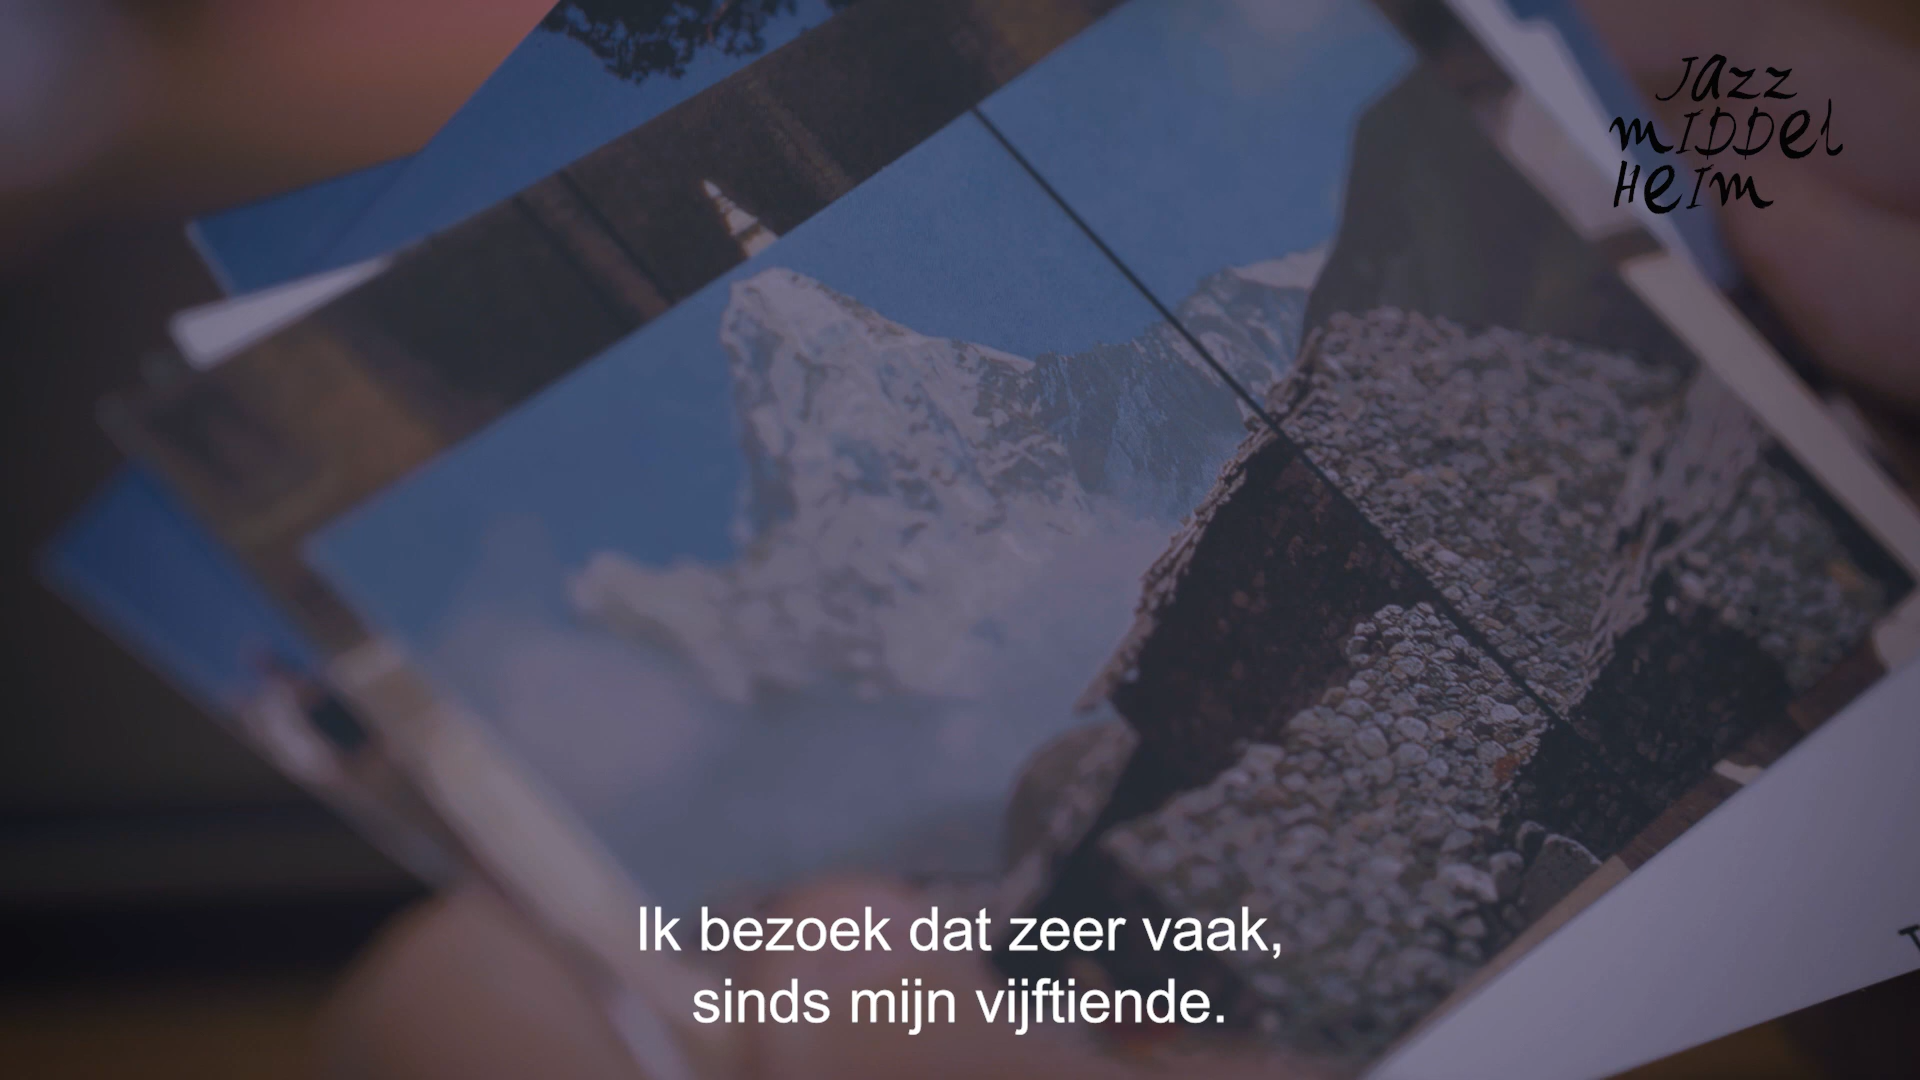 Jazz
mIDDel
HeIm
Ik bezoek dat zeer vaak,
sinds mijn vijftiende.